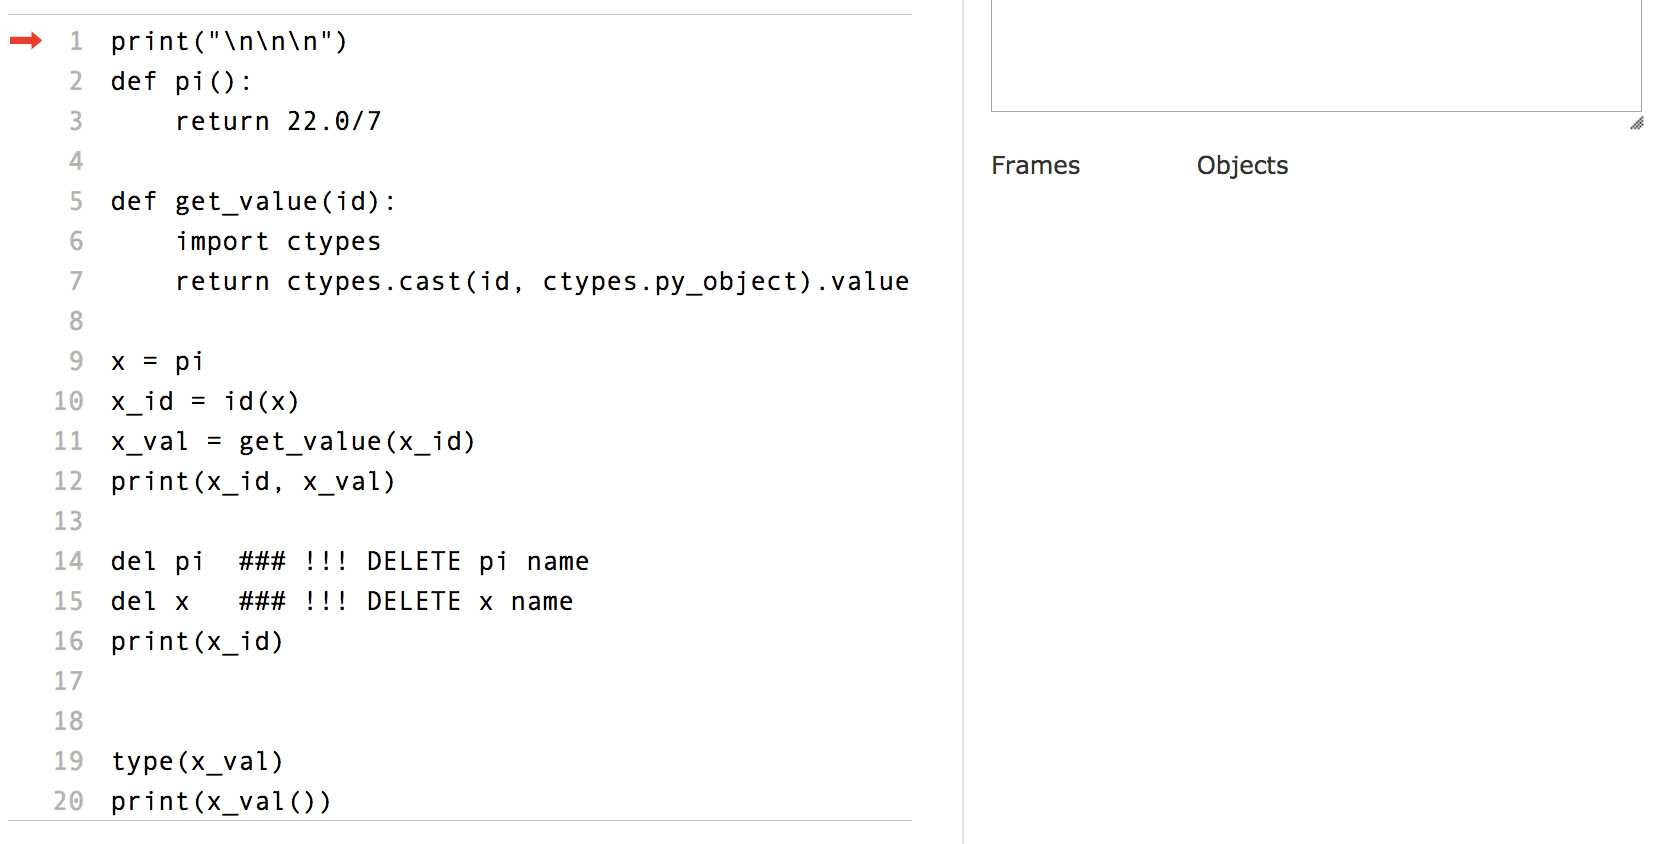 1 print("\n\n\n")
2 def pi():
3     return 22.0/7
4
5 def get_value(id):
6     import ctypes
7     return ctypes.cast(id, ctypes.py_object).value
8
9 x = pi
10 x_id = id(x)
11 x_val = get_value(x_id)
12 print(x_id, x_val)
13
14 del pi  ### !!! DELETE pi name
15 del x   ### !!! DELETE x name
16 print(x_id)
17
18
19 type(x_val)
20 print(x_val())
Frames Objects